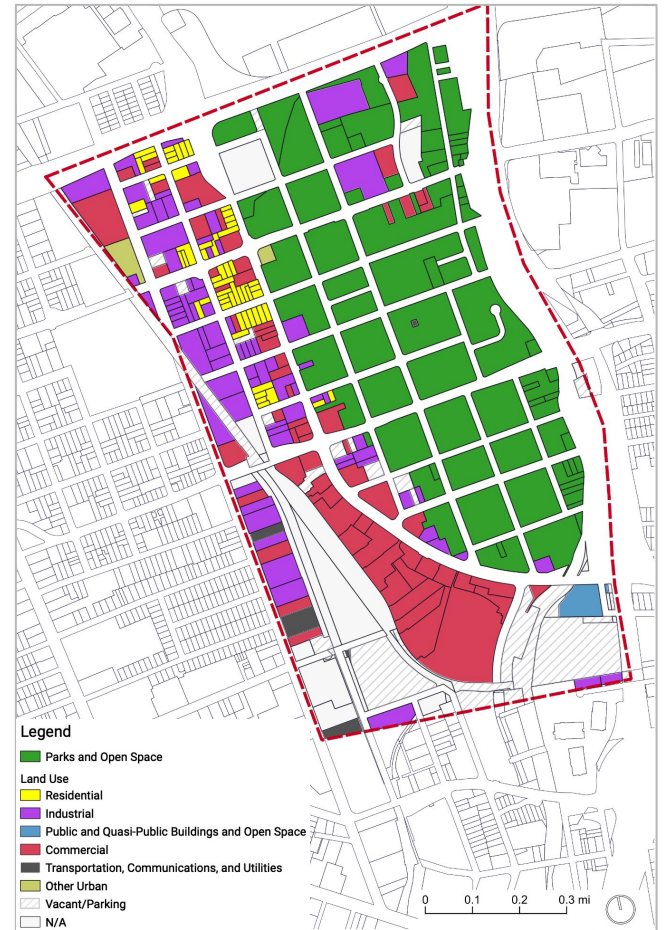 Legend
Parks and Open Space
Land Use
Residential
Industrial
Public and Quasi-Public Buildings and Open Space
Commercial
Transportation, Communications, and Utilities
Other Urban
Vacant/Parking
N/A
0 0.1 0.2 0.3 mi